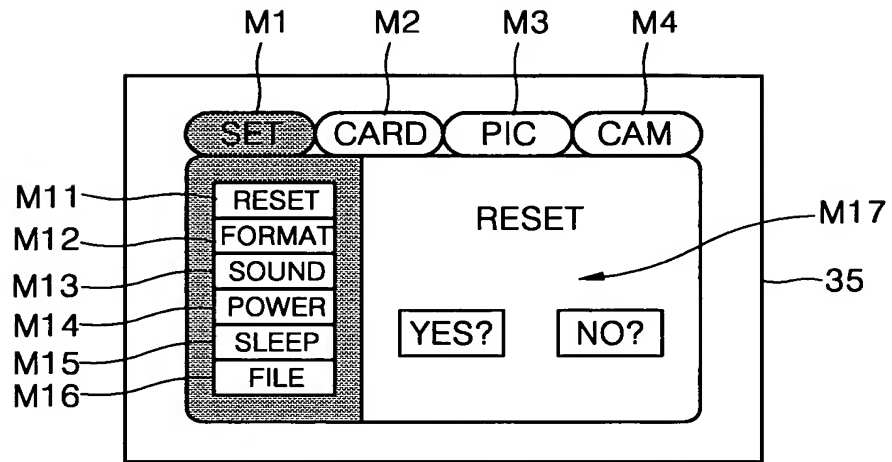 M1 M2 M3 M4
SET CARD PIC CAM
M11 RESET
M12 FORMAT
M13 SOUND
M14 POWER
M15 SLEEP
M16 FILE
RESET
M17
35
YES? NO?